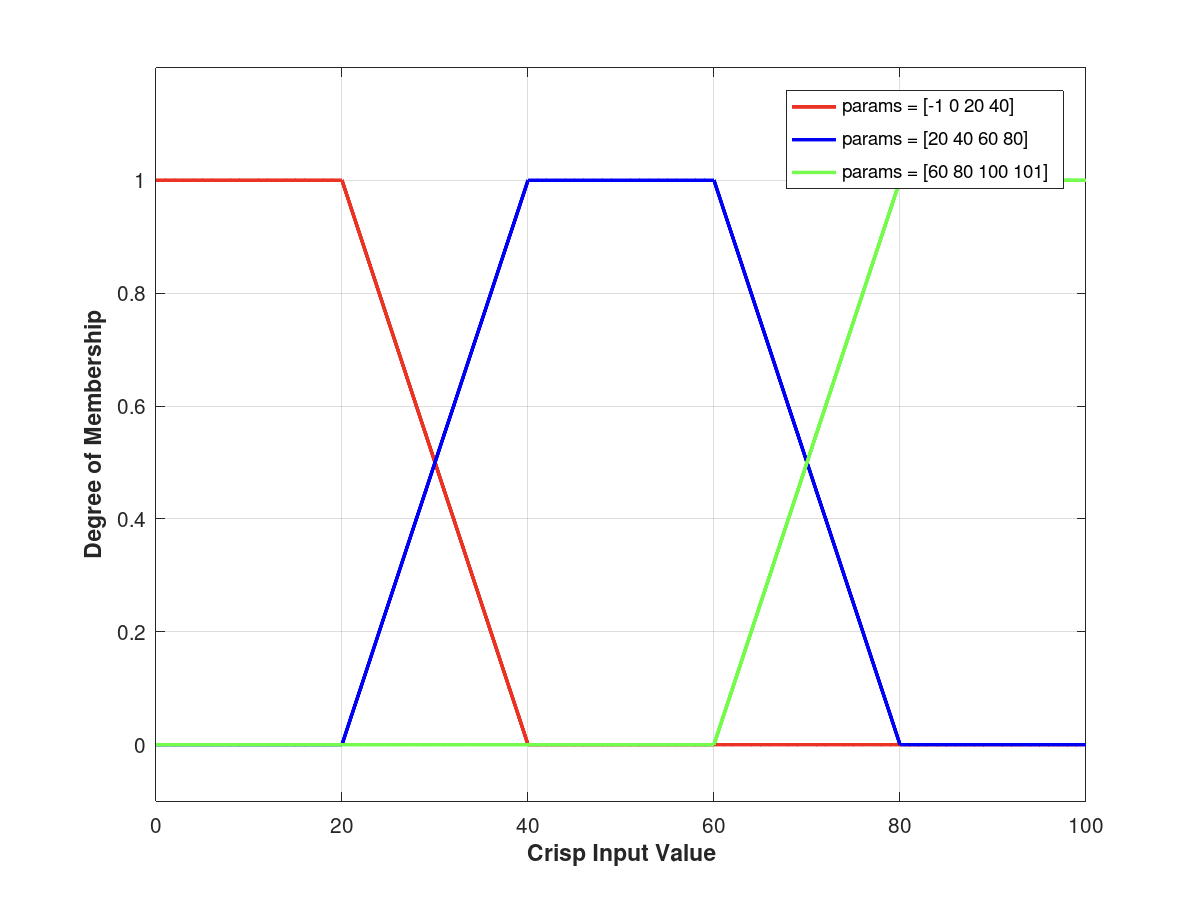 params = [-1 0 20 40]
params = [20 40 60 80]
params = [60 80 100 101]
1
0.8
0.6
0.4
0.2
0
Degree of Membership
0 20 40 60 80 100
Crisp Input Value